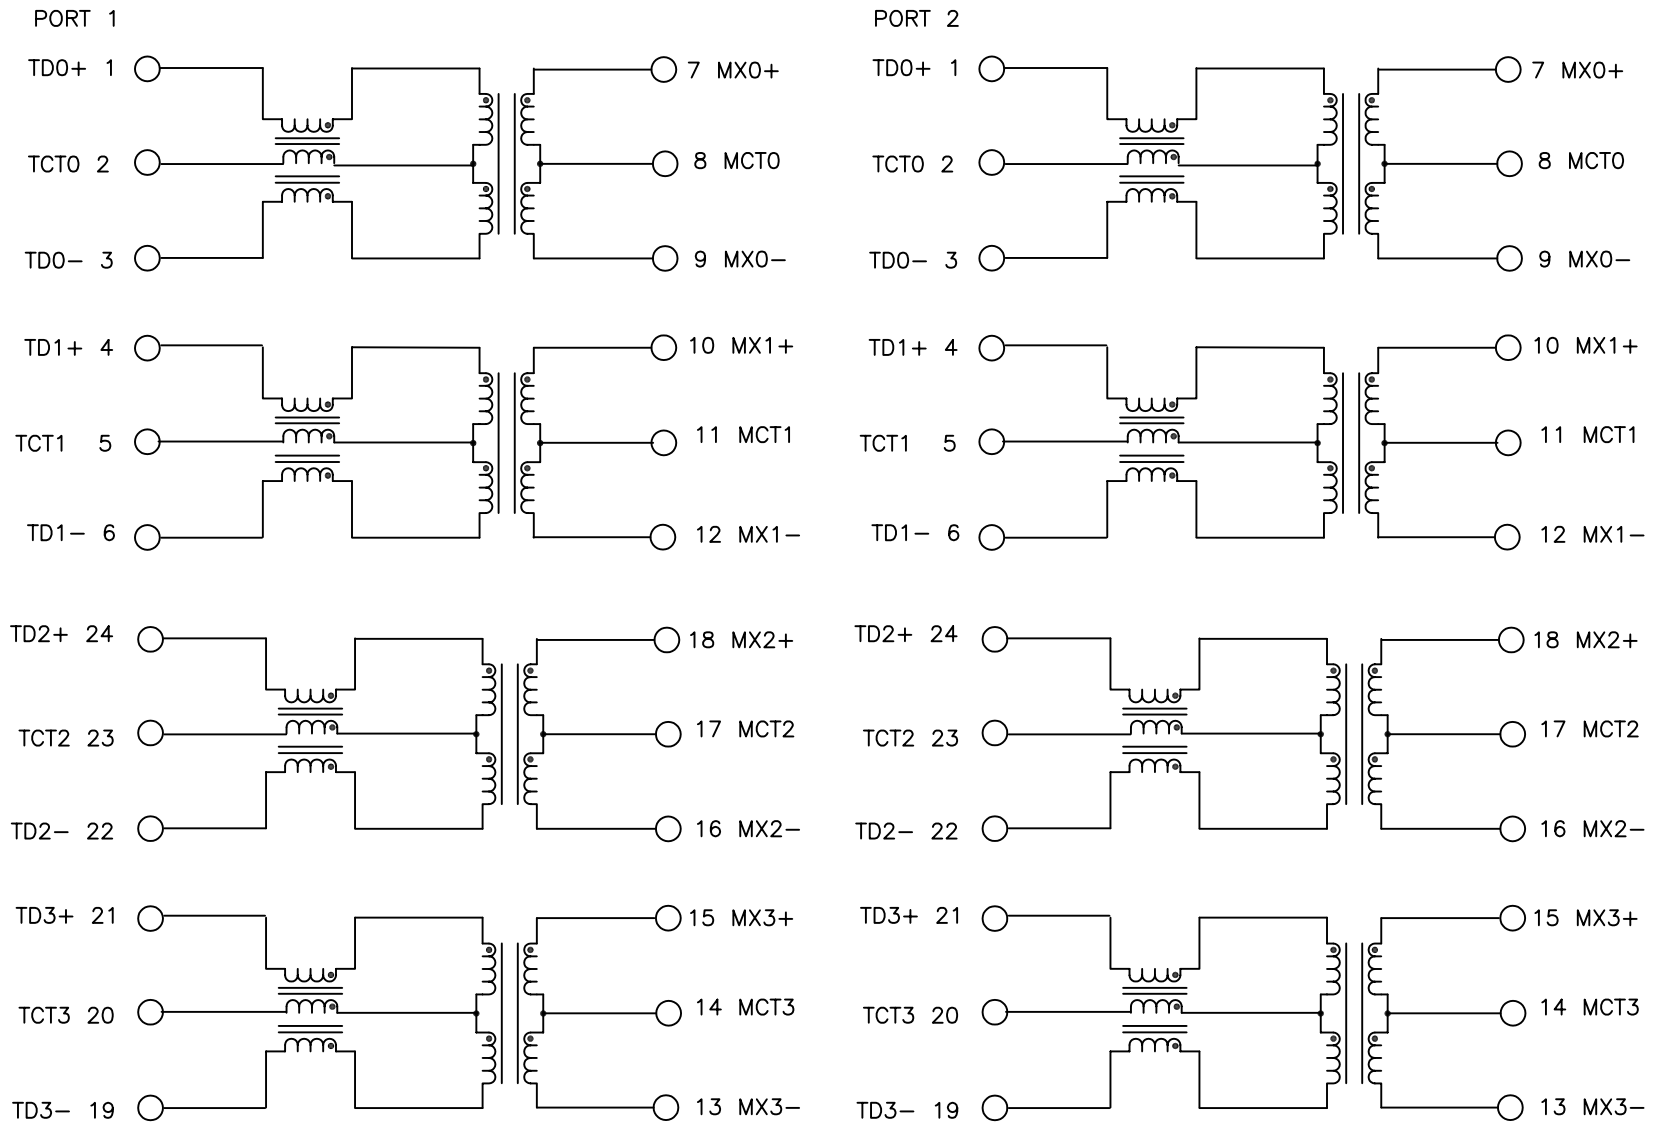 PORT 1
TD0+ 1
7 MX0+
TCT0 2
8 MCT0
TD0- 3
9 MX0-
TD1+ 4
10 MX1+
TCT1 5
11 MCT1
TD1- 6
12 MX1-
TD2+ 24
18 MX2+
TCT2 23
17 MCT2
TD2- 22
16 MX2-
TD3+ 21
15 MX3+
TCT3 20
14 MCT3
TD3- 19
13 MX3-
PORT 2
TD0+ 1
7 MX0+
TCT0 2
8 MCT0
TD0- 3
9 MX0-
TD1+ 4
10 MX1+
TCT1 5
11 MCT1
TD1- 6
12 MX1-
TD2+ 24
18 MX2+
TCT2 23
17 MCT2
TD2- 22
16 MX2-
TD3+ 21
15 MX3+
TCT3 20
14 MCT3
TD3- 19
13 MX3-